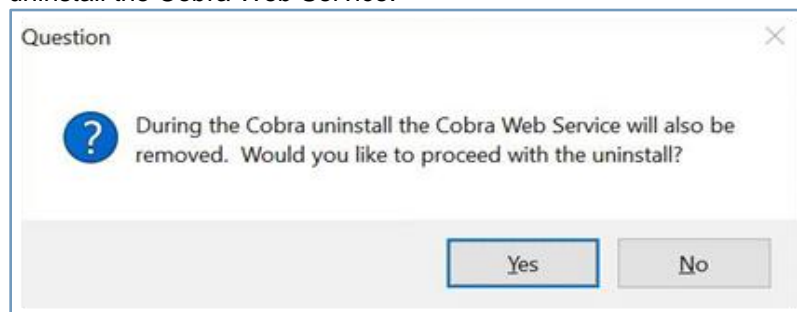 uninstall the Cobra Web Service.
Question
During the Cobra uninstall the Cobra Web Service will also be
removed. Would you like to proceed with the uninstall?
Yes
No